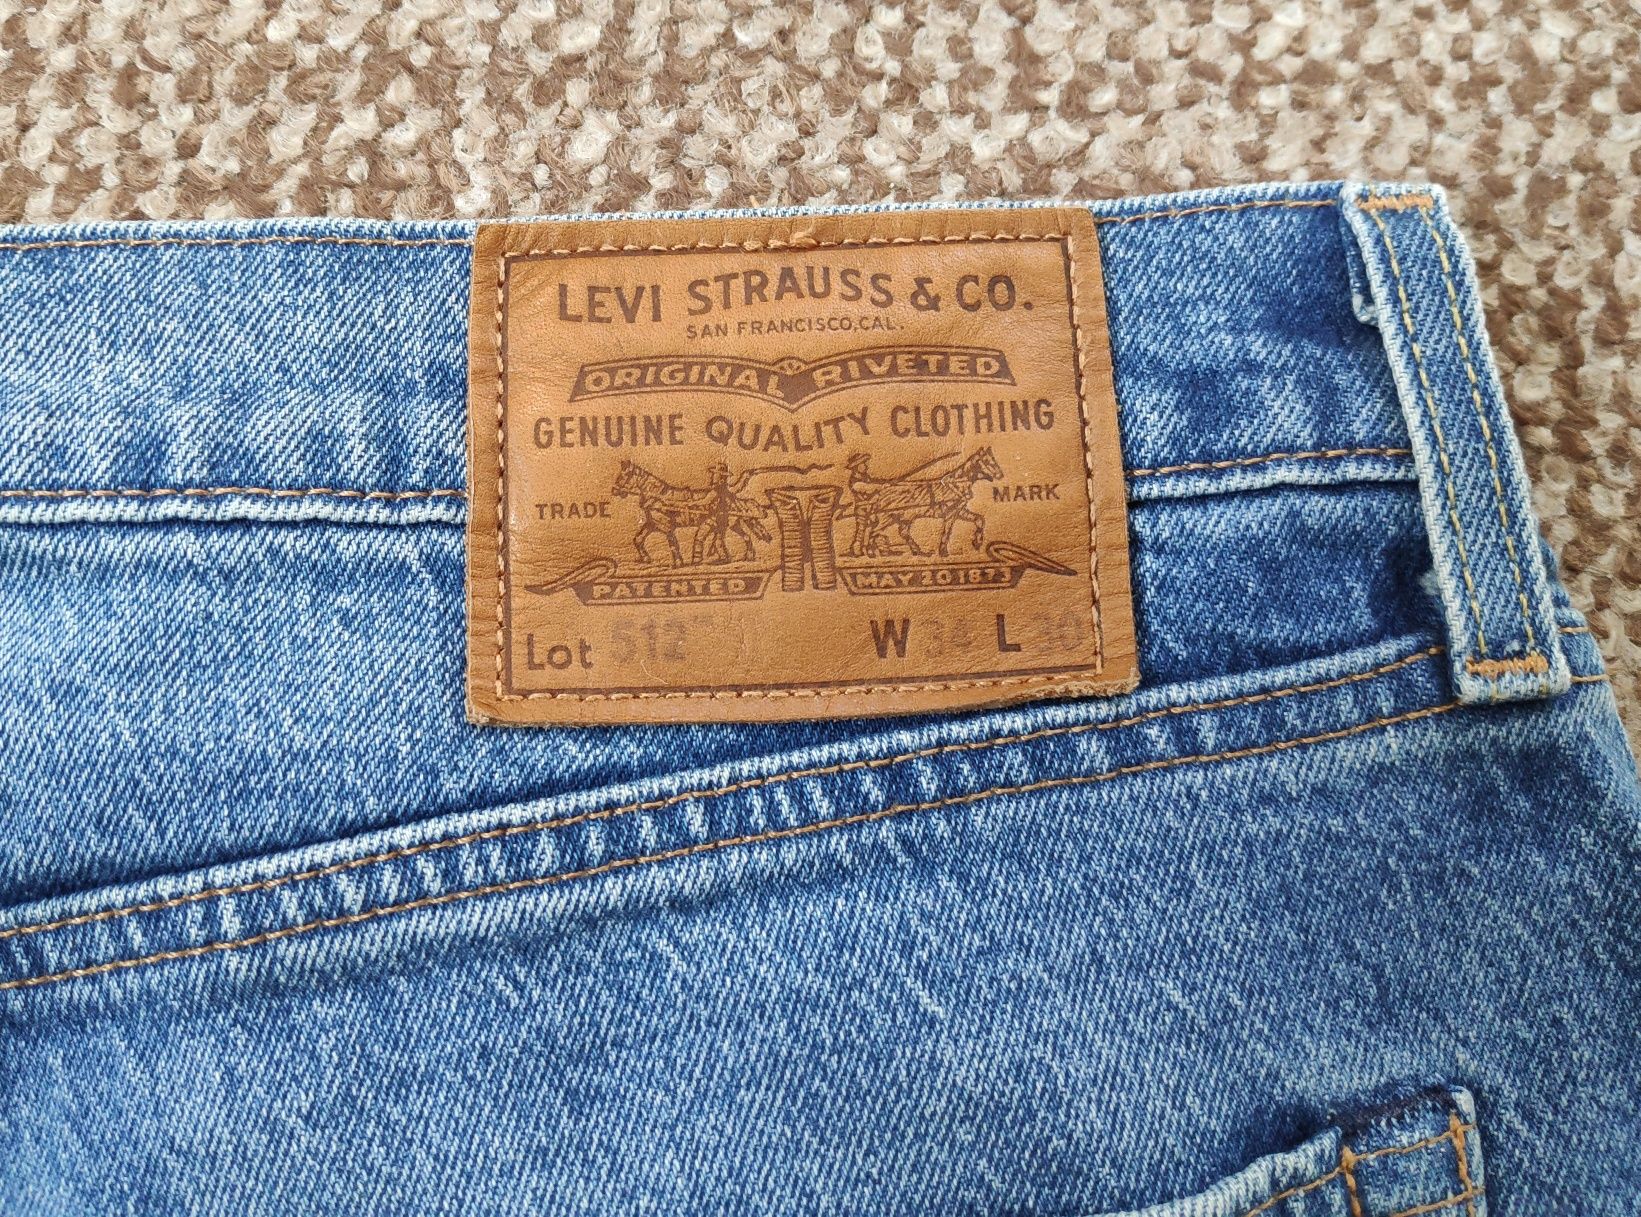 LEVI STRAUSS & CO.
SAN FRANCISCO, CAL.
ORIGINAL RIVETED
GENUINE QUALITY CLOTHING
TRADE MARK
PATENTED MAY 20 1873
Lot 512™ W 34 L 30